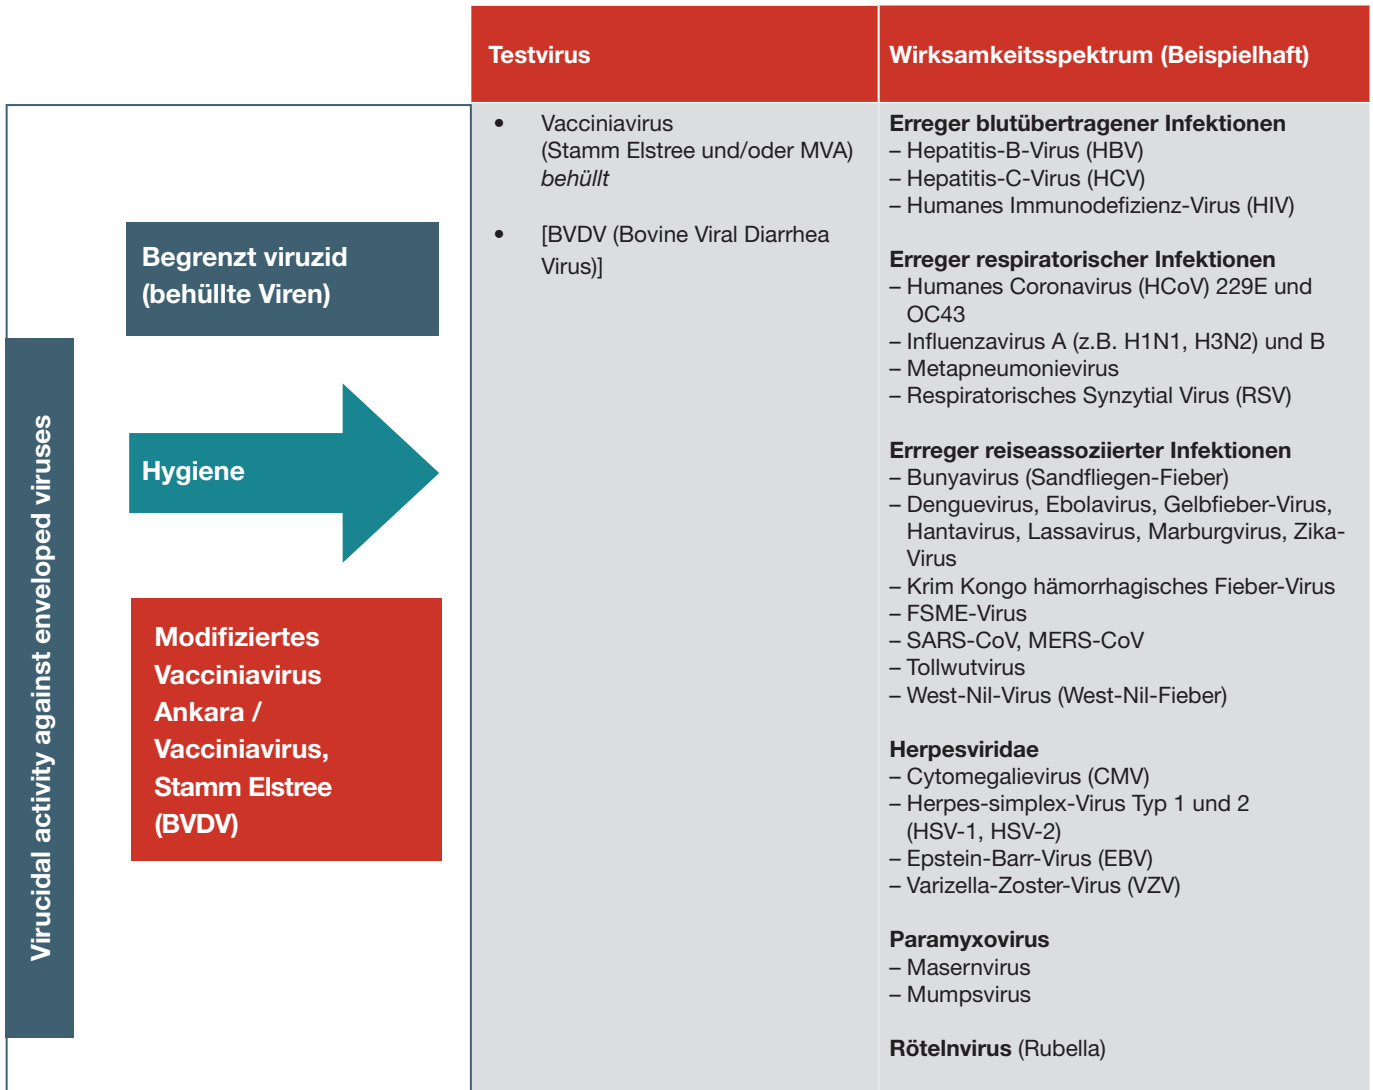 Testvirus
Wirksamkeitsspektrum (Beispielhaft)
Virucidal activity against enveloped viruses
Begrenzt viruzid
(behüllte Viren)
Hygiene
Modifiziertes
Vacciniavirus
Ankara /
Vacciniavirus,
Stamm Elstree
(BVDV)
• Vacciniavirus
(Stamm Elstree und/oder MVA)
behüllt
• [BVDV (Bovine Viral Diarrhea
Virus)]
Erreger blutübertragener Infektionen
– Hepatitis-B-Virus (HBV)
– Hepatitis-C-Virus (HCV)
– Humanes Immunodefizienz-Virus (HIV)
Erreger respiratorischer Infektionen
– Humanes Coronavirus (HCoV) 229E und
OC43
– Influenzavirus A (z.B. H1N1, H3N2) und B
– Metapneumonievirus
– Respiratorisches Synzytial Virus (RSV)
Errreger reiseassoziierter Infektionen
– Bunyavirus (Sandfliegen-Fieber)
– Denguevirus, Ebolavirus, Gelbfieber-Virus,
Hantavirus, Lassavirus, Marburgvirus, Zika-
Virus
– Krim Kongo hämorrhagisches Fieber-Virus
– FSME-Virus
– SARS-CoV, MERS-CoV
– Tollwutvirus
– West-Nil-Virus (West-Nil-Fieber)
Herpesviridae
– Cytomegalievirus (CMV)
– Herpes-simplex-Virus Typ 1 und 2
(HSV-1, HSV-2)
– Epstein-Barr-Virus (EBV)
– Varizella-Zoster-Virus (VZV)
Paramyxovirus
– Masernvirus
– Mumpsvirus
Rötelnvirus (Rubella)